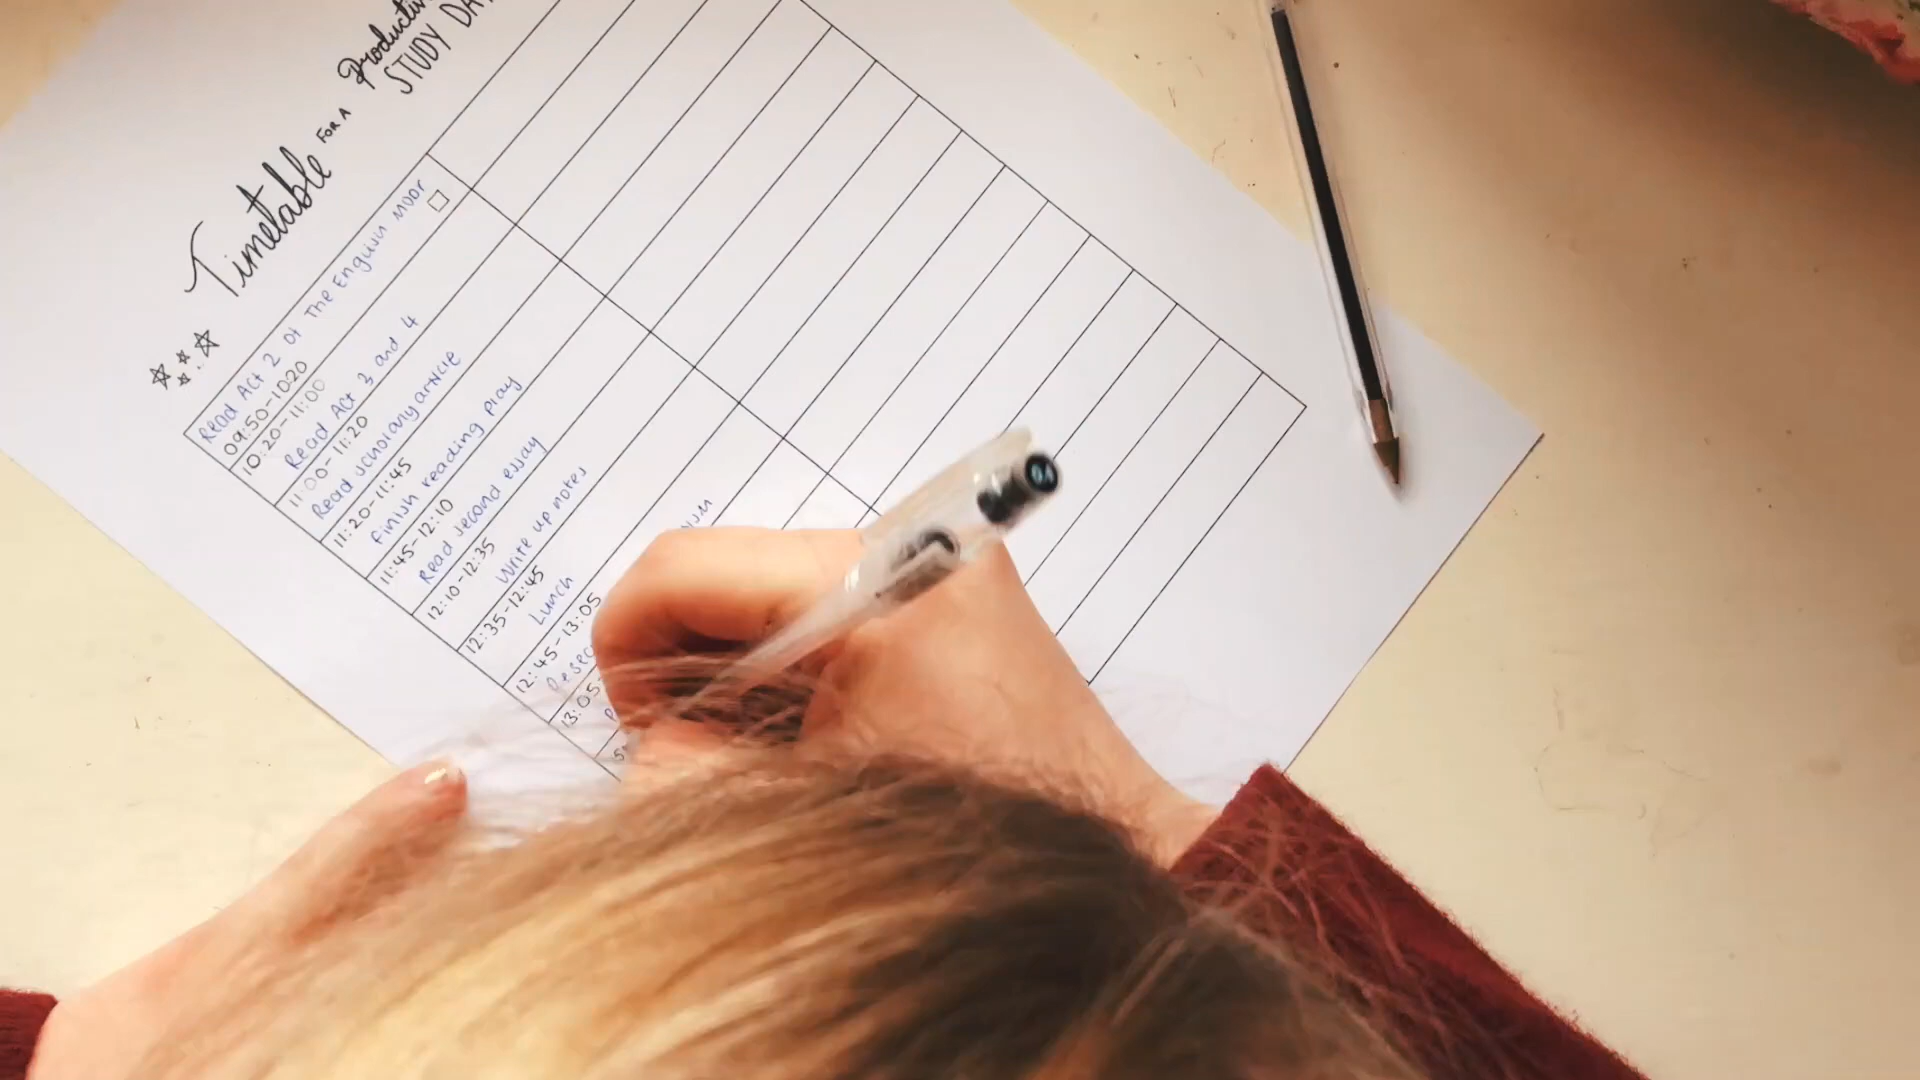 Timetable FOR A Productive
STUDY DA
Read Act 2 of The English Moor
09:50-10:20
10:20-11:00
Read Act 3 and 4
11:00-11:20
Read scholarly article
11:20-11:45
Finish reading play
11:45-12:10
Read second essay
12:10-12:35
Write up notes
12:35-12:45
Lunch
12:45-13:05
13:05